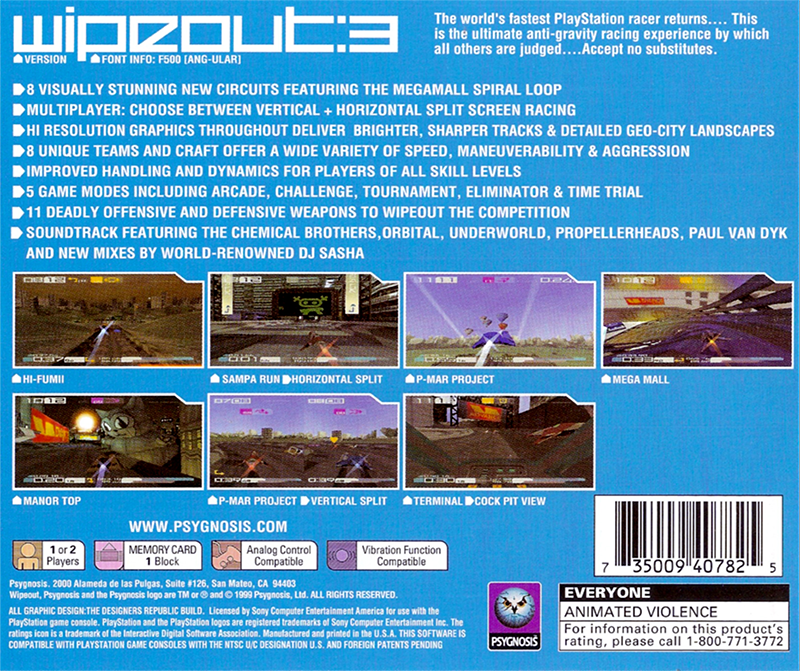 wipeout:3
VERSION FONT INFO: F500 [ANG-ULAR]
The world's fastest PlayStation racer returns.... This
is the ultimate anti-gravity racing experience by which
all others are judged....Accept no substitutes.
8 VISUALLY STUNNING NEW CIRCUITS FEATURING THE MEGAMALL SPIRAL LOOP
MULTIPLAYER: CHOOSE BETWEEN VERTICAL + HORIZONTAL SPLIT SCREEN RACING
HI RESOLUTION GRAPHICS THROUGHOUT DELIVER BRIGHTER, SHARPER TRACKS & DETAILED GEO-CITY LANDSCAPES
8 UNIQUE TEAMS AND CRAFT OFFER A WIDE VARIETY OF SPEED, MANEUVERABILITY & AGGRESSION
IMPROVED HANDLING AND DYNAMICS FOR PLAYERS OF ALL SKILL LEVELS
5 GAME MODES INCLUDING ARCADE, CHALLENGE, TOURNAMENT, ELIMINATOR & TIME TRIAL
11 DEADLY OFFENSIVE AND DEFENSIVE WEAPONS TO WIPEOUT THE COMPETITION
SOUNDTRACK FEATURING THE CHEMICAL BROTHERS,ORBITAL, UNDERWORLD, PROPELLERHEADS, PAUL VAN DYK
AND NEW MIXES BY WORLD-RENOWNED DJ SASHA
HI-FUMII
SAMPA RUN HORIZONTAL SPLIT
P-MAR PROJECT
MEGA MALL
MANOR TOP
P-MAR PROJECT VERTICAL SPLIT
TERMINAL COCK PIT VIEW
WWW.PSYGNOSIS.COM
1 or 2
Players
MEMORY CARD
1 Block
Analog Control
Compatible
Vibration Function
Compatible
7 35009 40782 5
Psygnosis. 2000 Alameda de las Pulgas, Suite #126, San Mateo, CA 94403
Wipeout, Psygnosis and the Psygnosis logo are TM or ® and © 1999 Psygnosis, Ltd. ALL RIGHTS RESERVED.
ALL GRAPHIC DESIGN:THE DESIGNERS REPUBLIC BUILD. Licensed by Sony Computer Entertainment America for use with the
PlayStation game console. PlayStation and the PlayStation logos are registered trademarks of Sony Computer Entertainment Inc. The
ratings icon is a trademark of the Interactive Digital Software Association. Manufactured and printed in the U.S.A. THIS SOFTWARE IS
COMPATIBLE WITH PLAYSTATION GAME CONSOLES WITH THE NTSC U/C DESIGNATION U.S. AND FOREIGN PATENTS PENDING
PSYGNOSIS
EVERYONE
ANIMATED VIOLENCE
For information on this product's
rating, please call 1-800-771-3772